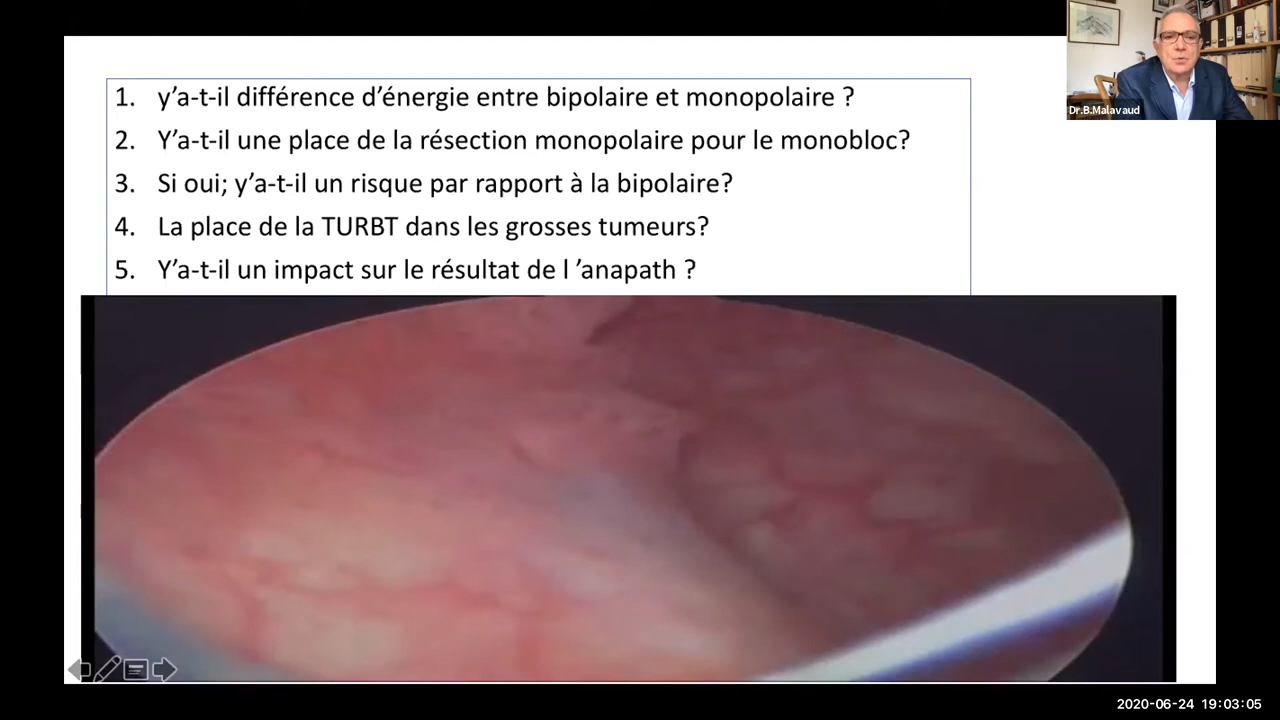 Dr.B.Malavaud
1. y’a-t-il différence d’énergie entre bipolaire et monopolaire ?
2. Y’a-t-il une place de la résection monopolaire pour le monobloc?
3. Si oui; y’a-t-il un risque par rapport à la bipolaire?
4. La place de la TURBT dans les grosses tumeurs?
5. Y’a-t-il un impact sur le résultat de l ’anapath ?
2020-06-24 19:03:05